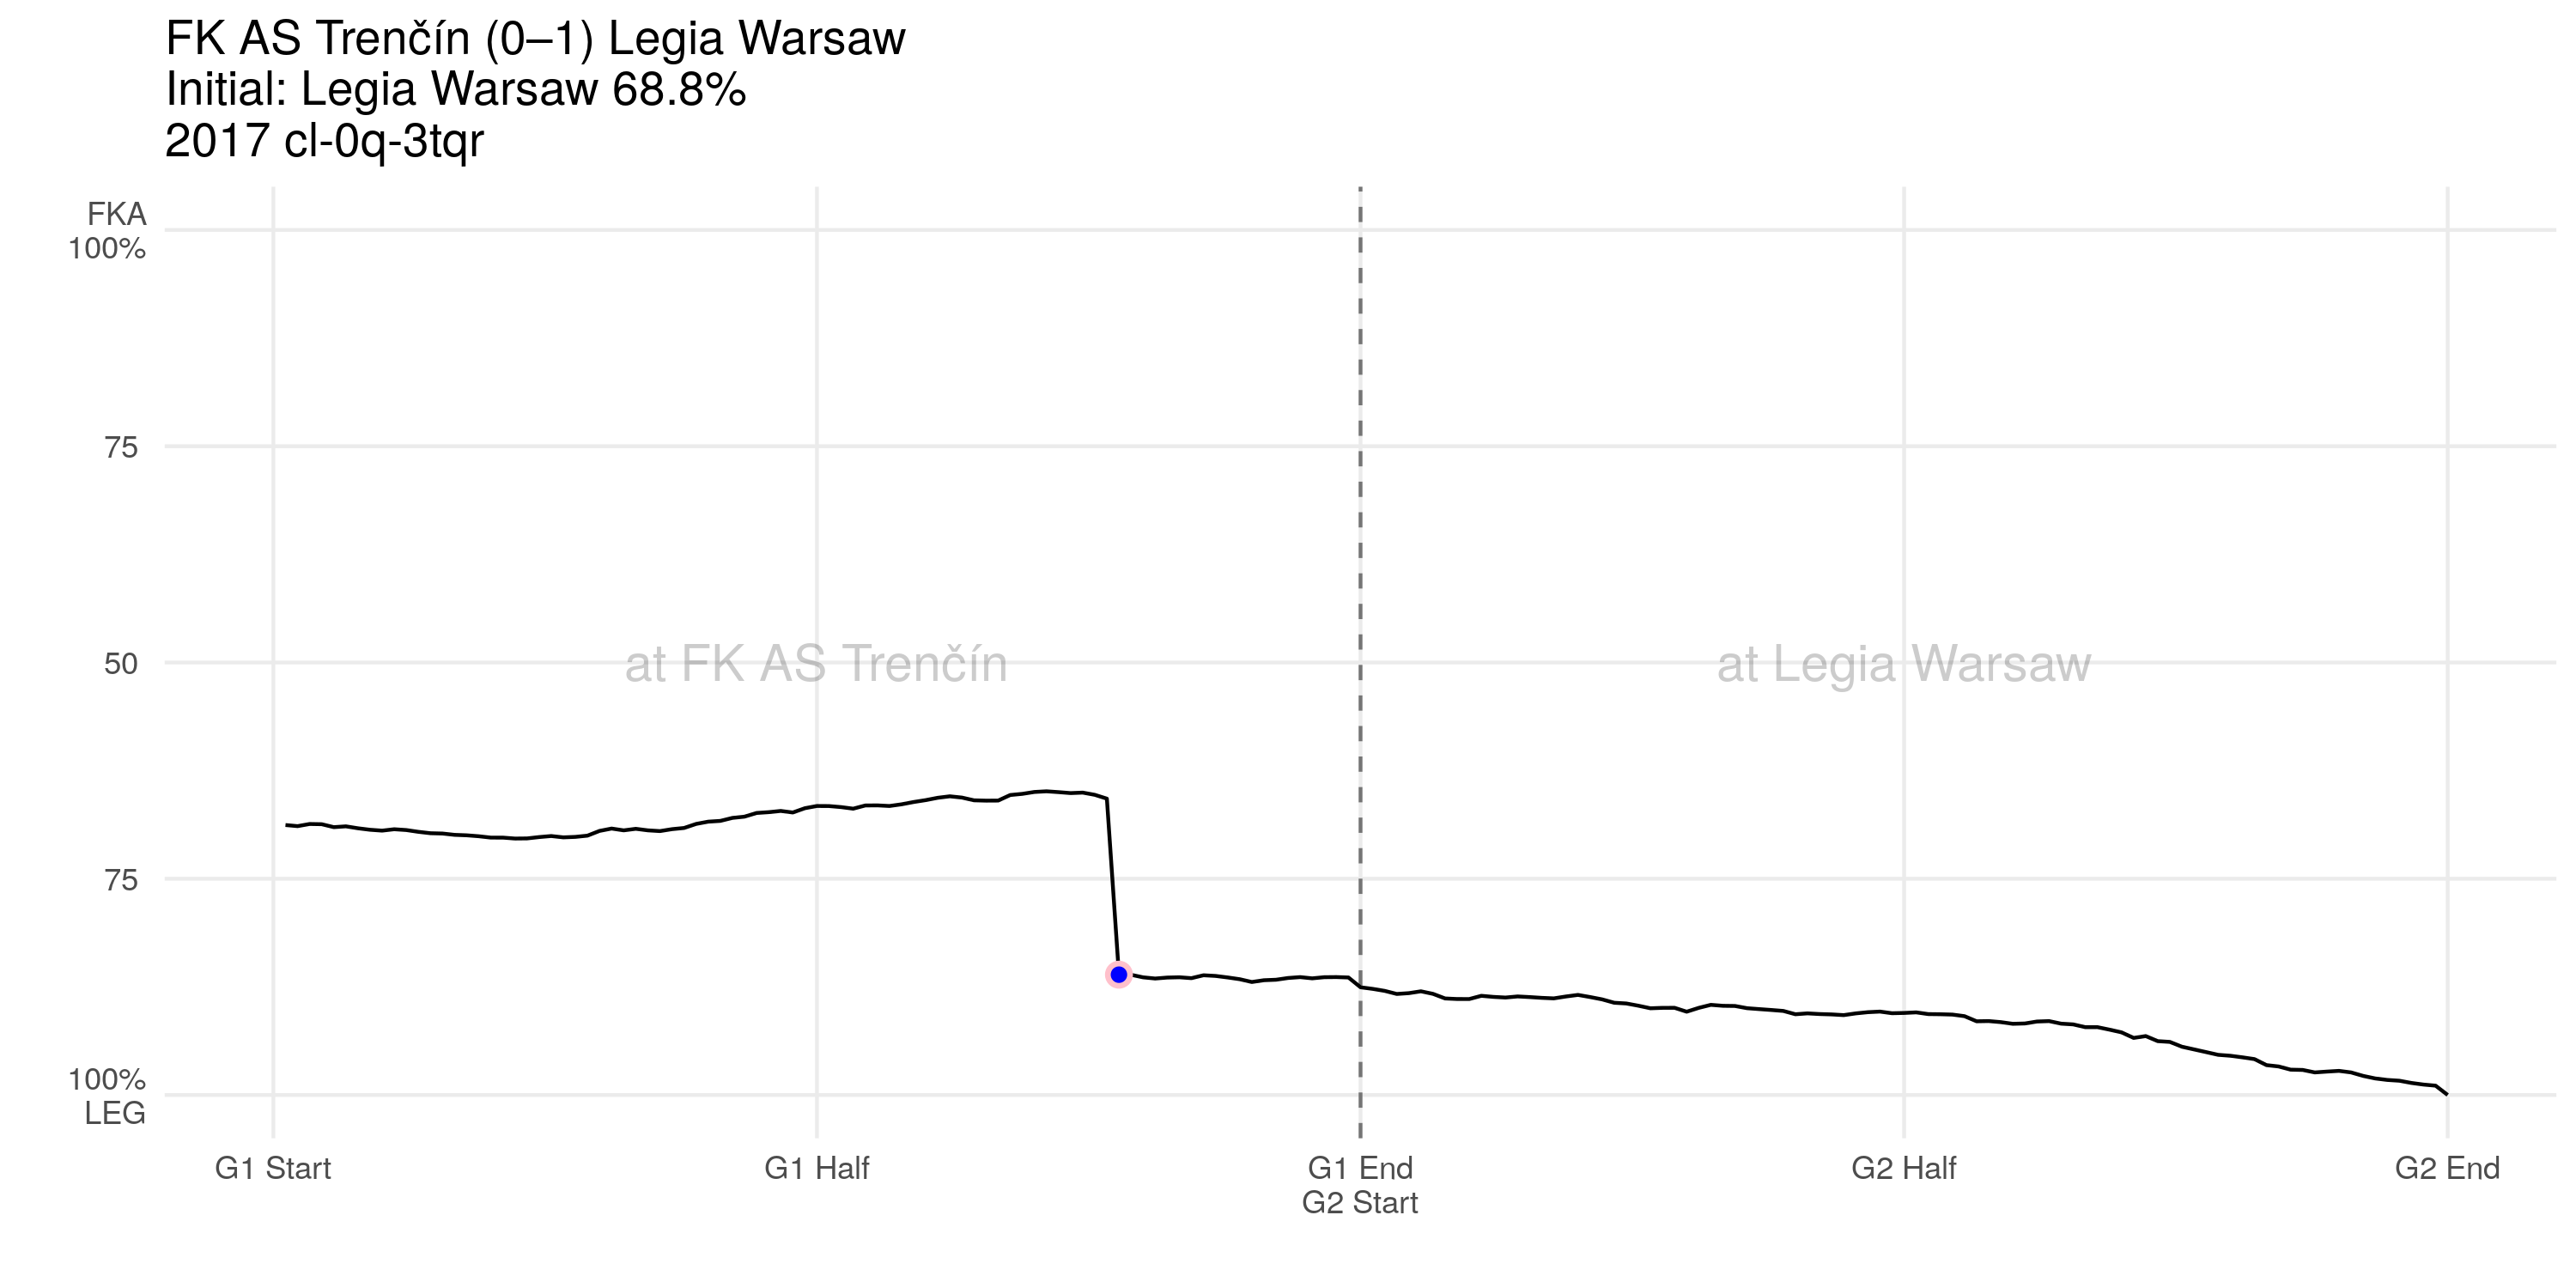 FK AS Trenčín (0–1) Legia Warsaw
Initial: Legia Warsaw 68.8%
2017 cl-0q-3tqr
FKA
100%
75
50
at FK AS Trenčín
at Legia Warsaw
75
100%
LEG
G1 Start
G1 Half
G1 End
G2 Start
G2 Half
G2 End